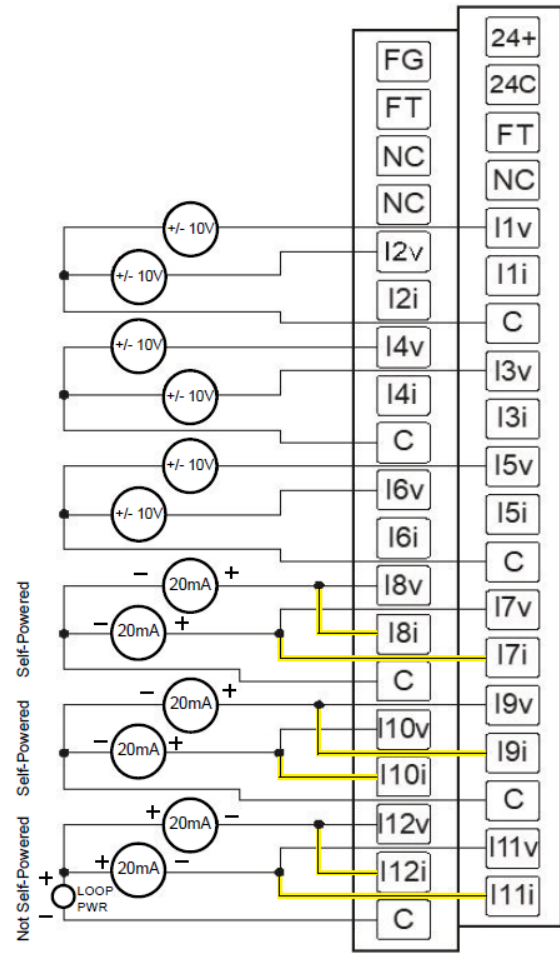 +/- 10V
+/- 10V
+/- 10V
+/- 10V
+/- 10V
+/- 10V
Self-Powered
- 20mA +
- 20mA +
Self-Powered
- 20mA +
- 20mA +
Not Self-Powered
+ 20mA -
+ 20mA -
+
LOOP
PWR
-
FG
FT
NC
NC
I2v
I2i
I4v
I4i
C
I6v
I6i
I8v
I8i
C
I10v
I10i
I12v
I12i
C
24+
24C
FT
NC
I1v
I1i
C
I3v
I3i
I5v
I5i
C
I7v
I7i
I9v
I9i
C
I11v
I11i